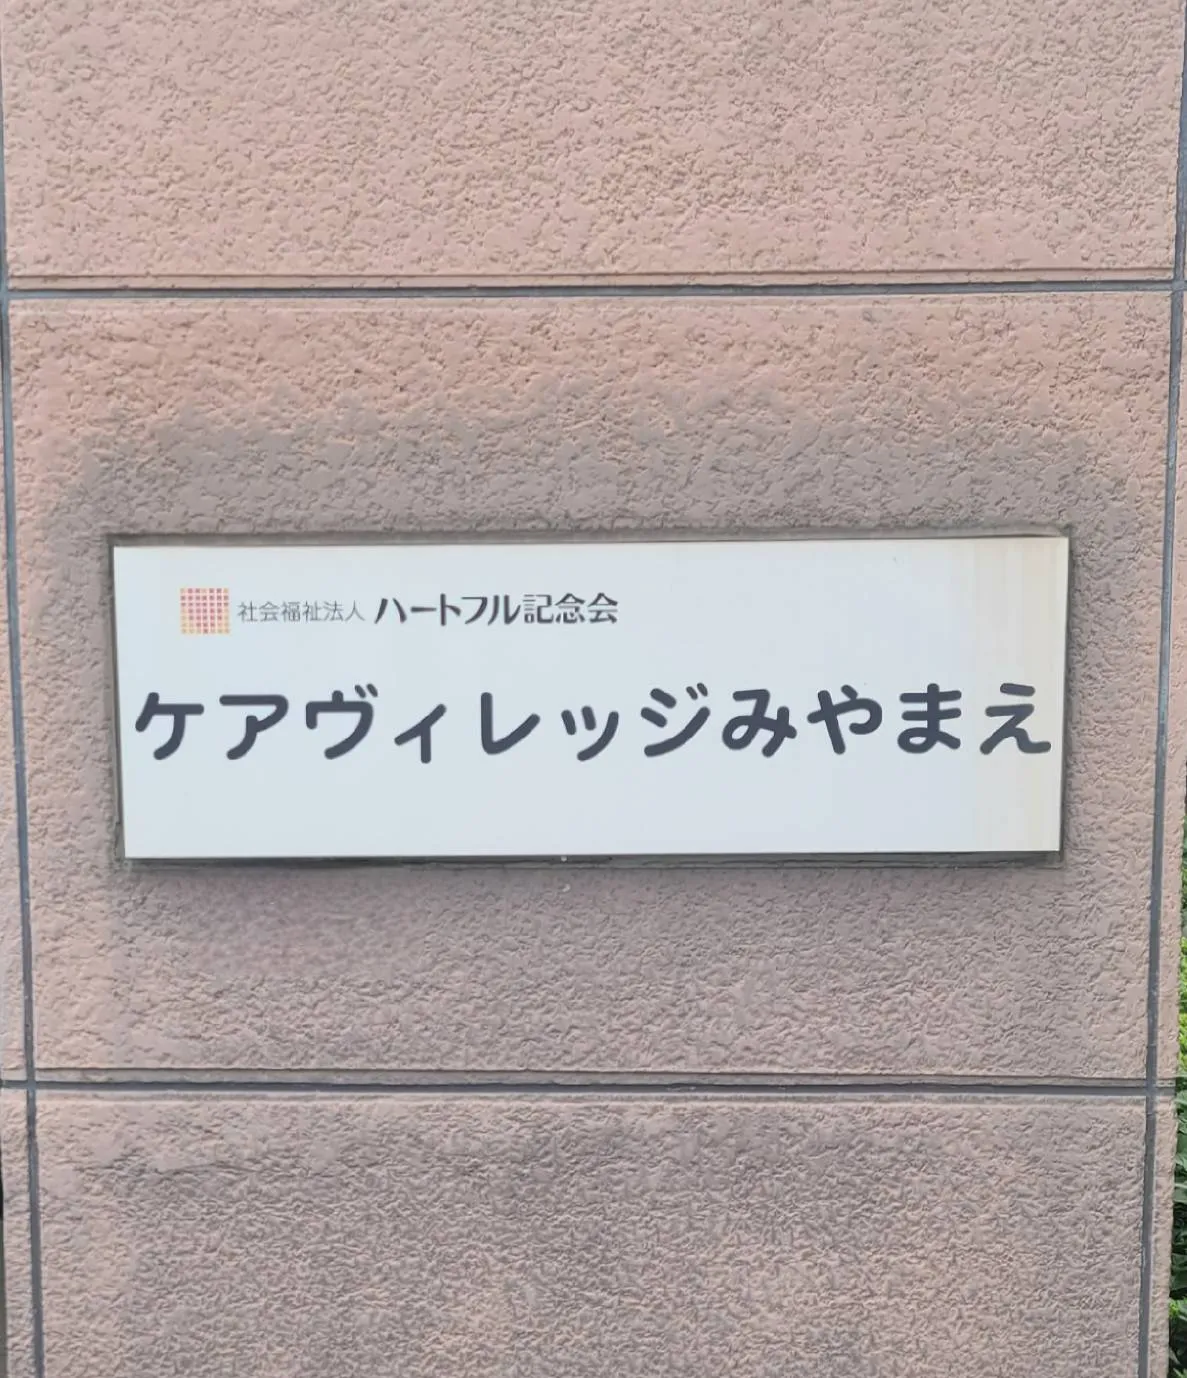 社会福祉法人 ハートフル記念会
ケアヴィレッジみやまえ